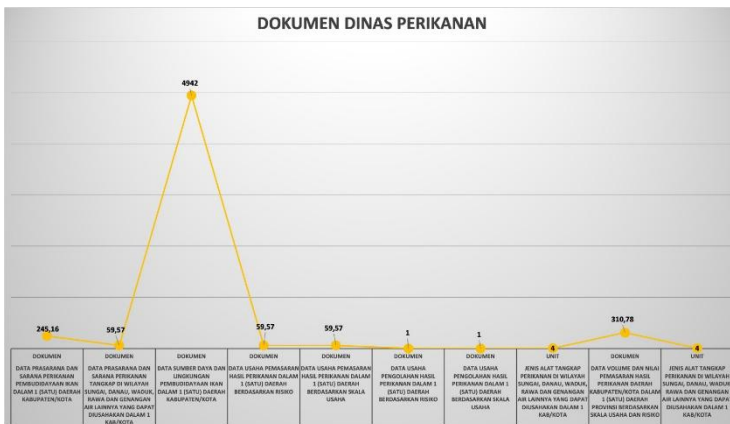 DOKUMEN DINAS PERIKANAN
4942
245,16
59,57
59,57
59,57
1
1
4
310,78
4
DOKUMEN
DATA PRASARANA DAN
SARANA PERIKANAN
PEMBUDIDAYAAN IKAN
DALAM 1 (SATU) DAERAH
KABUPATEN/KOTA
DOKUMEN
DATA PRASARANA DAN
SARANA PERIKANAN
TANGKAP DI WILAYAH
SUNGAI, DANAU, WADUK,
RAWA DAN GENANGAN
AIR LAINNYA YANG DAPAT
DIUSAHAKAN DALAM 1
KAB/KOTA
DOKUMEN
DATA SUMBER DAYA DAN
LINGKUNGAN
PEMBUDIDAYAAN IKAN
DALAM 1 (SATU) DAERAH
KABUPATEN/KOTA
DOKUMEN
DATA USAHA PEMASARAN
HASIL PERIKANAN DALAM
1 (SATU) DAERAH
BERDASARKAN RISIKO
DOKUMEN
DATA USAHA PEMASARAN
HASIL PERIKANAN DALAM
1 (SATU) DAERAH
BERDASARKAN SKALA
USAHA
DOKUMEN
DATA USAHA
PENGOLAHAN HASIL
PERIKANAN DALAM 1
(SATU) DAERAH
BERDASARKAN RISIKO
DOKUMEN
DATA USAHA
PENGOLAHAN HASIL
PERIKANAN DALAM 1
(SATU) DAERAH
BERDASARKAN SKALA
USAHA
UNIT
JENIS ALAT TANGKAP
PERIKANAN DI WILAYAH
SUNGAI, DANAU, WADUK,
RAWA DAN GENANGAN
AIR LAINNYA YANG DAPAT
DIUSAHAKAN DALAM 1
KAB/KOTA
DOKUMEN
DATA VOLUME DAN NILAI
PEMASARAN HASIL
PERIKANAN DAERAH
KABUPATEN/KOTA DALAM
1 (SATU) DAERAH
PROVINSI BERDASARKAN
SKALA USAHA DAN RISIKO
UNIT
JENIS ALAT TANGKAP
PERIKANAN DI WILAYAH
SUNGAI, DANAU, WADUK,
RAWA DAN GENANGAN
AIR LAINNYA YANG DAPAT
DIUSAHAKAN DALAM 1
KAB/KOTA